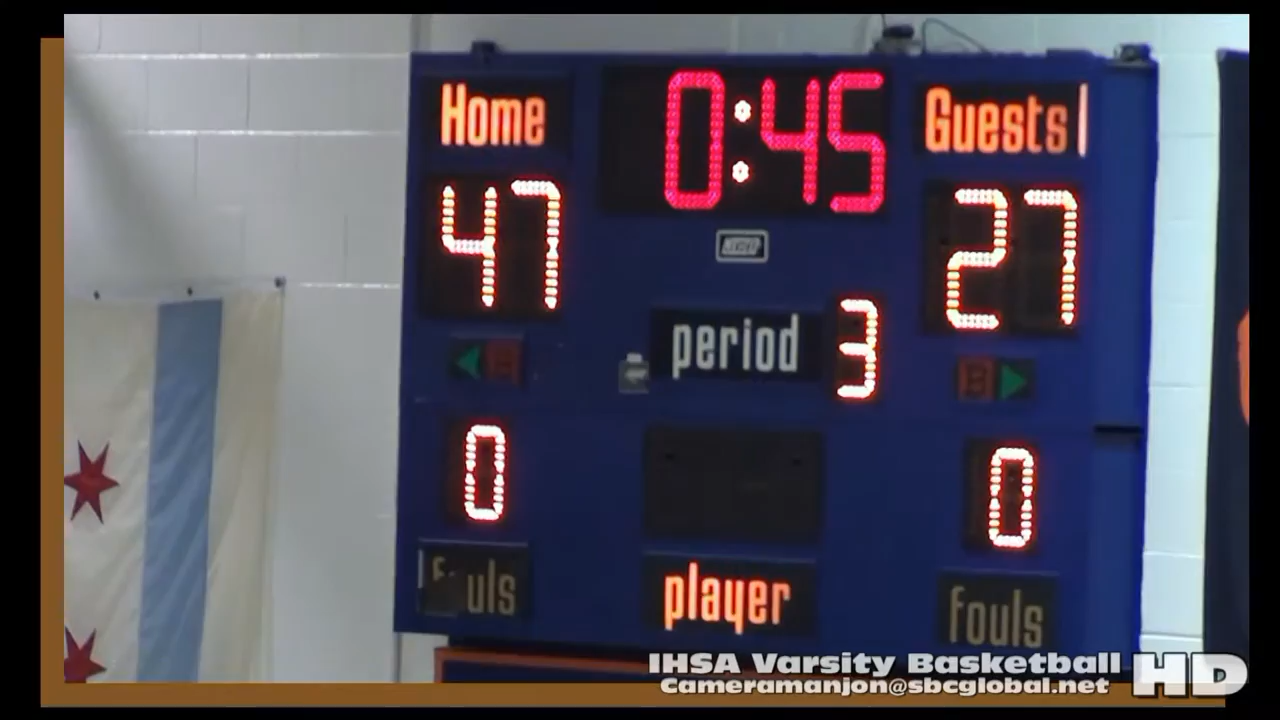 Home
0:45
Guests
47
27
period
3
0
0
uls
player
fouls
IHSA Varsity Basketball HD
Cameramanjon@sbcglobal.net